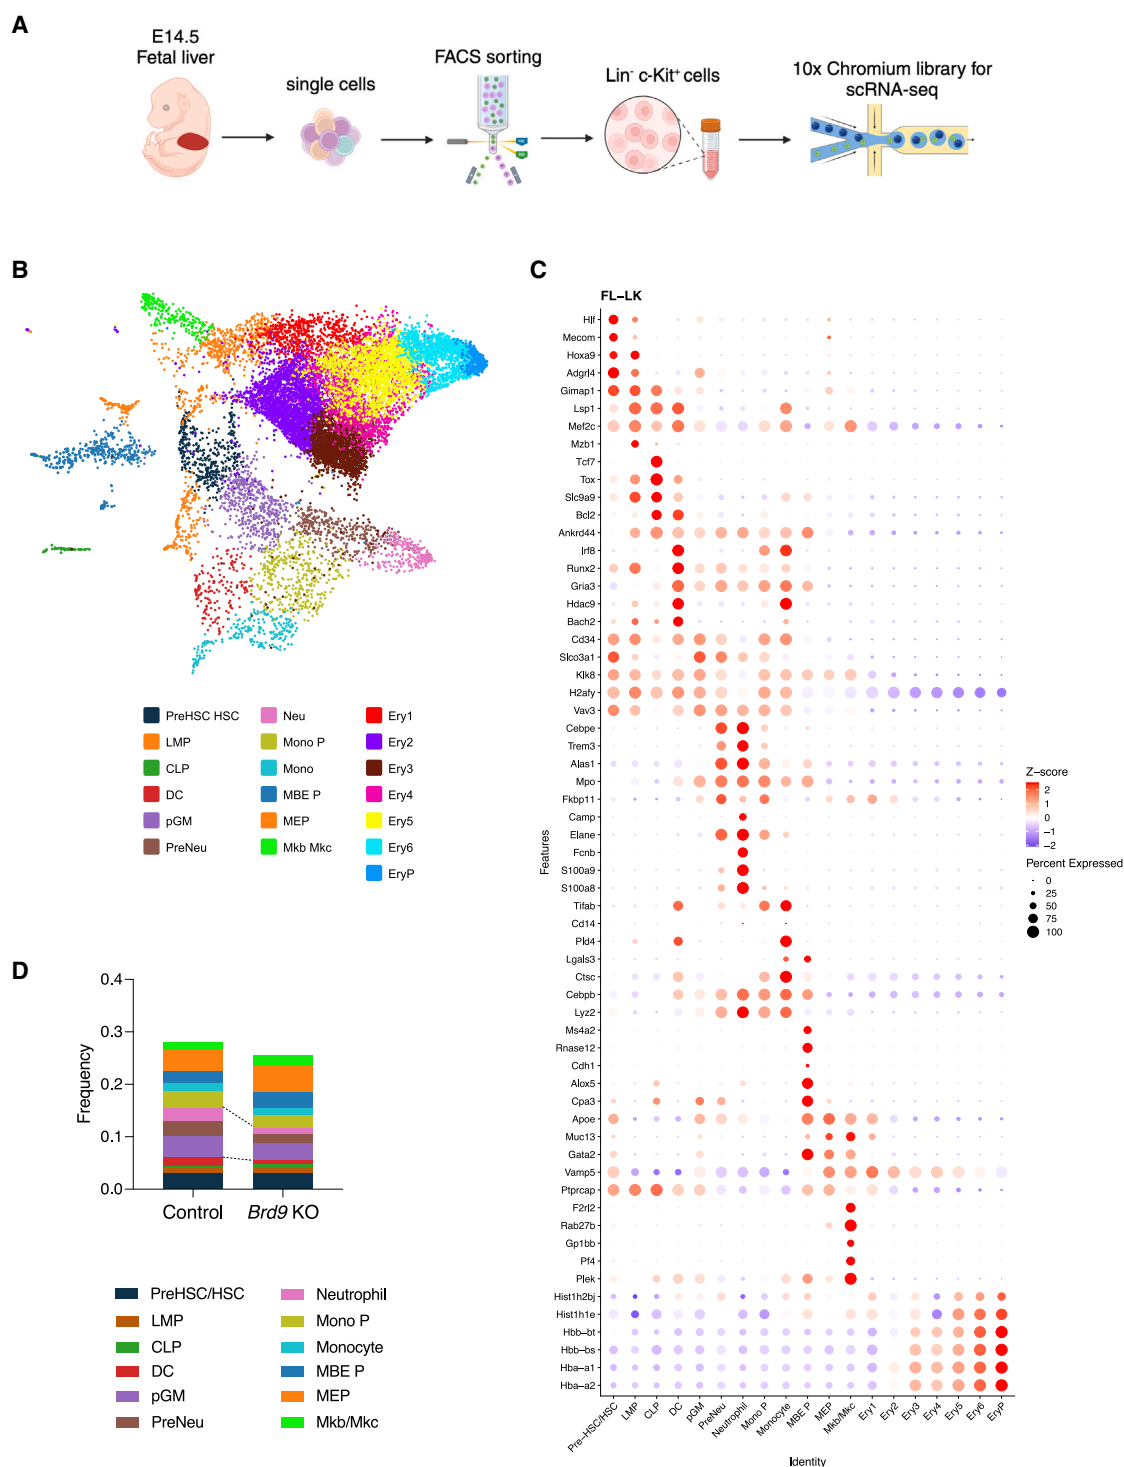 A
E14.5
Fetal liver
single cells
FACS sorting
Lin- c-Kit+ cells
10x Chromium library for
scRNA-seq
B
PreHSC HSC
LMP
CLP
DC
pGM
PreNeu
Neu
Mono P
Mono
MBE P
MEP
Mkb Mkc
Ery1
Ery2
Ery3
Ery4
Ery5
Ery6
EryP
C
FL-LK
Features
Hlf
Mecom
Hoxa9
Adgrl4
Gimap1
Lsp1
Mef2c
Mzb1
Tcf7
Tox
Slc9a9
Bcl2
Ankrd44
Irf8
Runx2
Gria3
Hdac9
Bach2
Cd34
Slco3a1
Klk8
H2afy
Vav3
Cebpe
Trem3
Alas1
Mpo
Fkbp11
Camp
Elane
Fcnb
S100a9
S100a8
Tifab
Cd14
Pld4
Lgals3
Ctsc
Cebpb
Lyz2
Ms4a2
Rnase12
Cdh1
Alox5
Cpa3
Apoe
Muc13
Gata2
Vamp5
Ptprcap
F2rl2
Rab27b
Gp1bb
Pf4
Plek
Hist1h2bj
Hist1h1e
Hbb-bt
Hbb-bs
Hba-a1
Hba-a2
Pre-HSC/HSC
LMP
CLP
DC
pGM
PreNeu
Neutrophil
Mono P
Monocyte
MBE P
MEP
Mkb/Mkc
Ery1
Ery2
Ery3
Ery4
Ery5
Ery6
EryP
Identity
Z-score
2
1
0
-1
-2
Percent Expressed
0
25
50
75
100
D
Frequency
0.4
0.3
0.2
0.1
0.0
Control
Brd9 KO
PreHSC/HSC
LMP
CLP
DC
pGM
PreNeu
Neutrophil
Mono P
Monocyte
MBE P
MEP
Mkb/Mkc